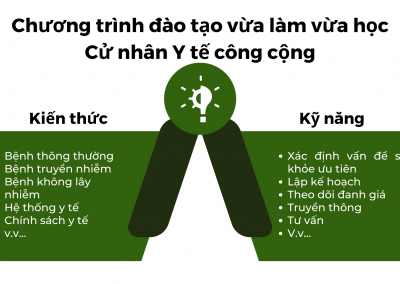 Chương trình đào tạo vừa làm vừa học
Cử nhân Y tế công cộng
Kiến thức
Bệnh thông thường
Bệnh truyền nhiễm
Bệnh không lây
nhiễm
Hệ thống y tế
Chính sách y tế
v.v...
Kỹ năng
Xác định vấn đề s
khỏe ưu tiên
Lập kế hoạch
Theo dõi đanh giá
Truyền thông
Tư vấn
V.v...